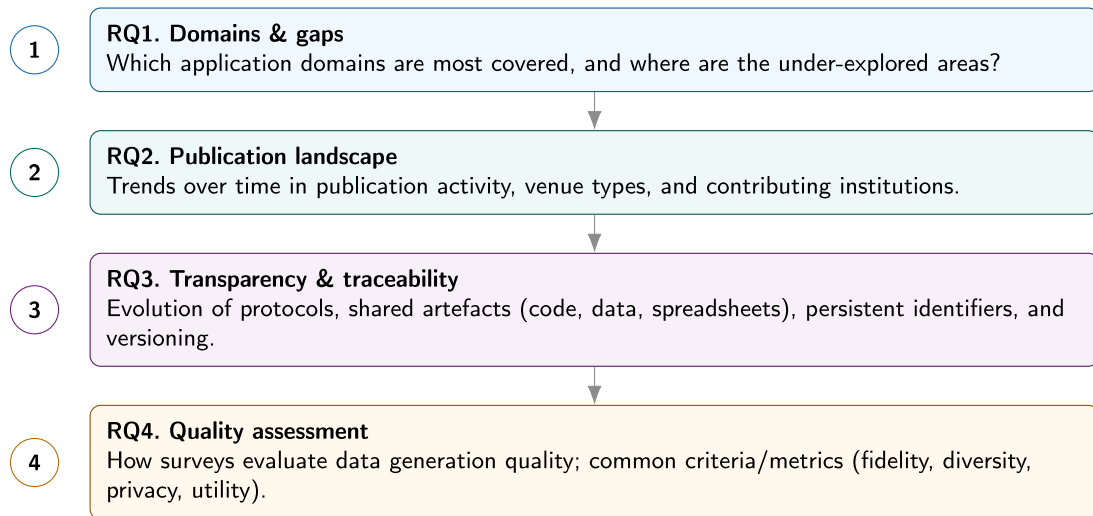 1
RQ1. Domains & gaps
Which application domains are most covered, and where are the under-explored areas?
2
RQ2. Publication landscape
Trends over time in publication activity, venue types, and contributing institutions.
3
RQ3. Transparency & traceability
Evolution of protocols, shared artefacts (code, data, spreadsheets), persistent identifiers, and
versioning.
4
RQ4. Quality assessment
How surveys evaluate data generation quality; common criteria/metrics (fidelity, diversity,
privacy, utility).